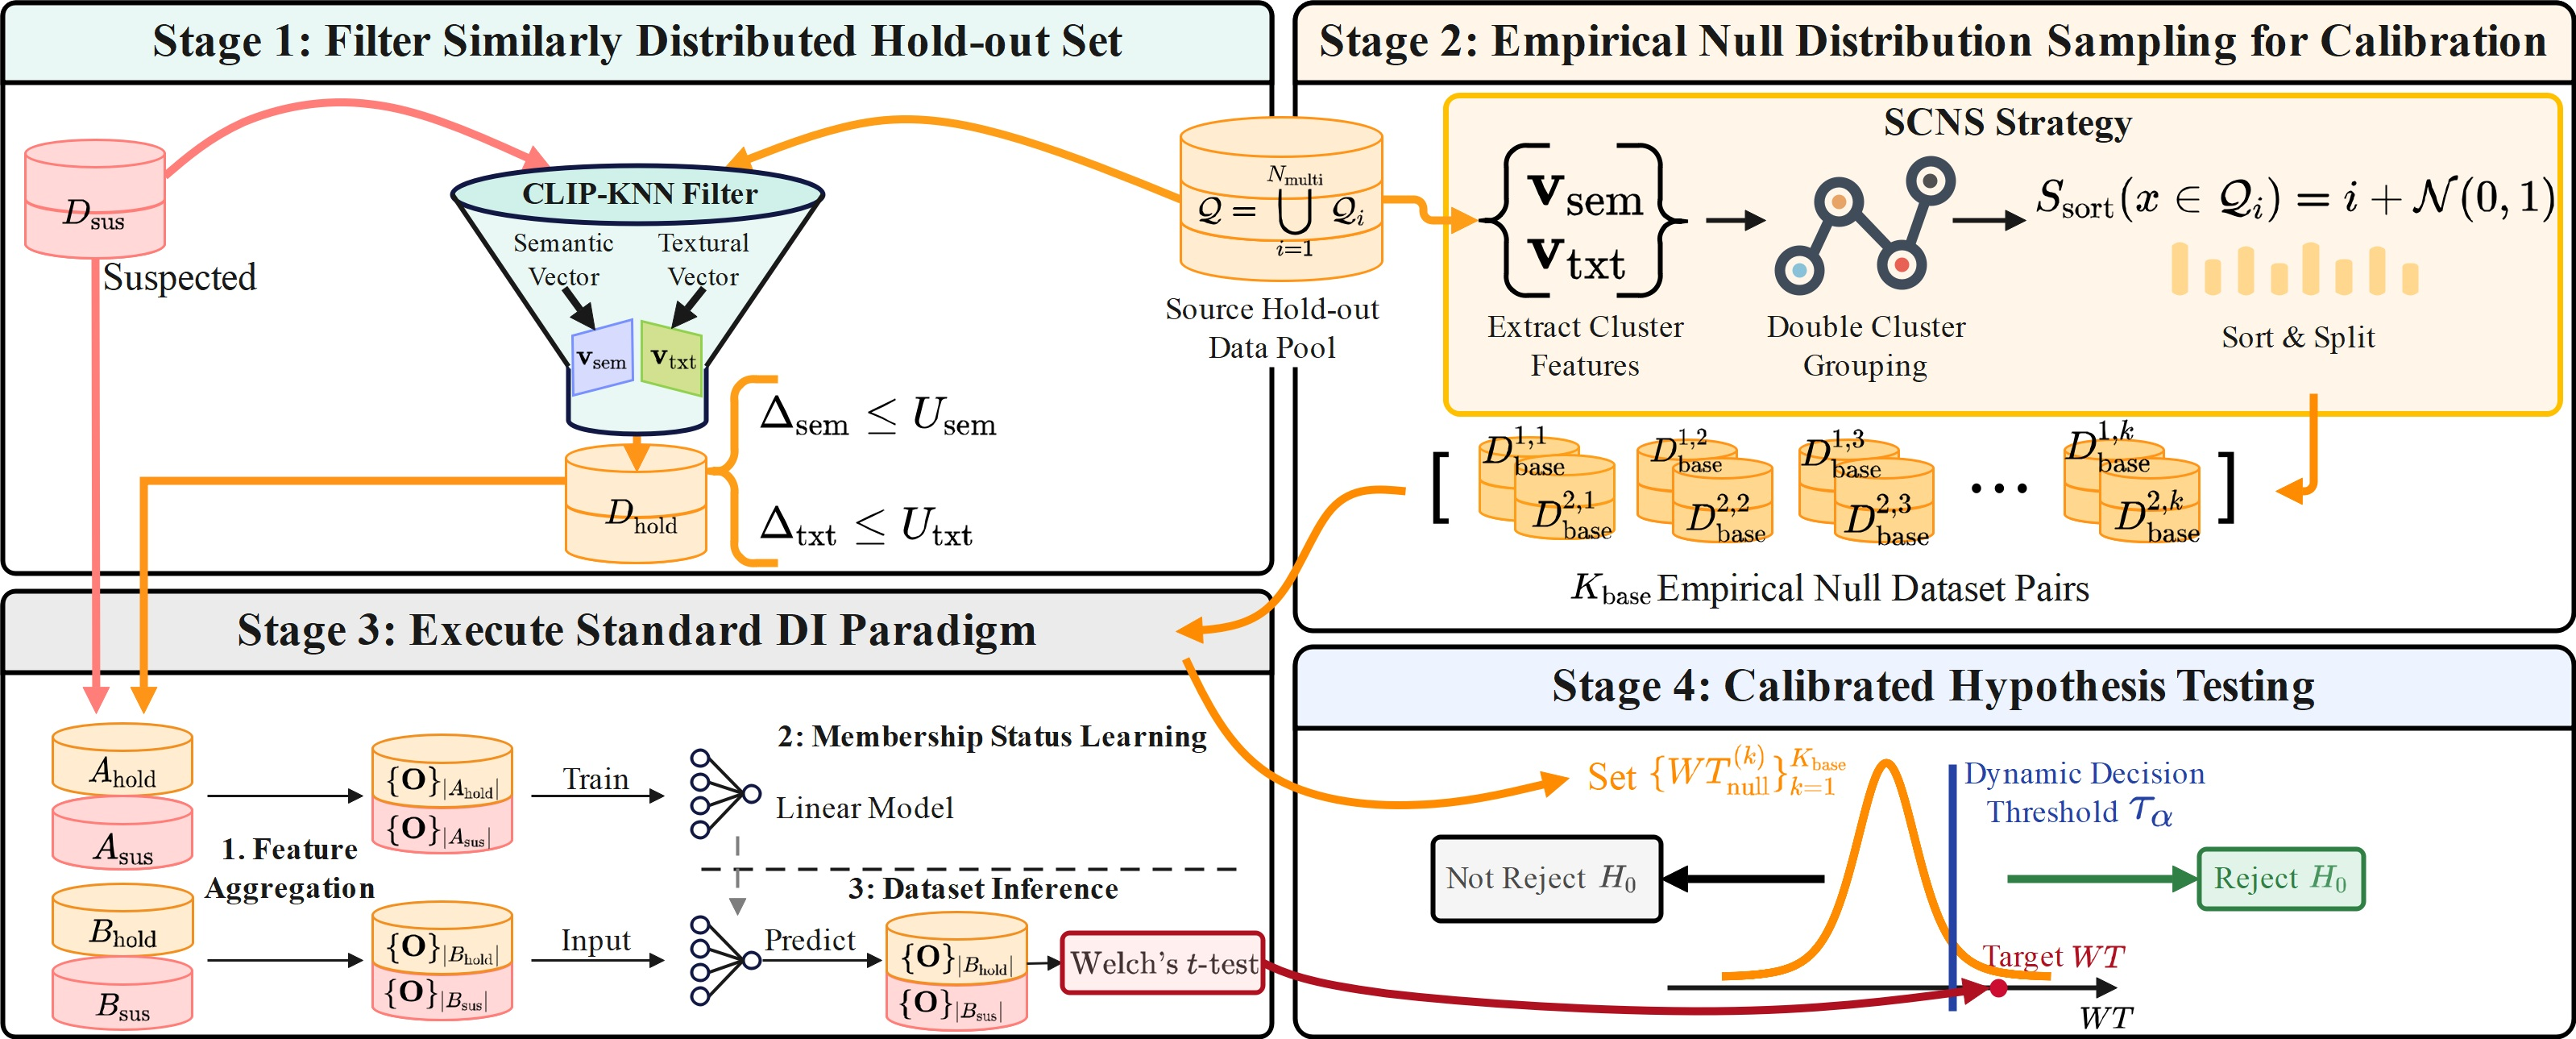 Stage 1: Filter Similarly Distributed Hold-out Set
D_sus
Suspected
CLIP-KNN Filter
Semantic Vector
Textural Vector
v_sem
v_txt
D_hold
Δ_sem ≤ U_sem
Δ_txt ≤ U_txt
𝒬 = ⋃_{i=1}^{N_multi} 𝒬_i
Source Hold-out
Data Pool
Stage 2: Empirical Null Distribution Sampling for Calibration
SCNS Strategy
{v_sem v_txt}
Extract Cluster
Features
Double Cluster
Grouping
S_sort(x ∈ 𝒬_i) = i + 𝒩(0, 1)
Sort & Split
[ D_base^{1,1} D_base^{1,2} D_base^{1,3} D_base^{1,k}
D_base^{2,1} D_base^{2,2} D_base^{2,3} ··· D_base^{2,k} ]
K_base Empirical Null Dataset Pairs
Stage 3: Execute Standard DI Paradigm
A_hold
A_sus
B_hold
B_sus
1. Feature
Aggregation
{O}_{|A_hold|}
{O}_{|A_sus|}
Train
2: Membership Status Learning
Linear Model
{O}_{|B_hold|}
{O}_{|B_sus|}
Input
3: Dataset Inference
Predict
{O}_{|B_hold|}
{O}_{|B_sus|}
Welch's t-test
Stage 4: Calibrated Hypothesis Testing
Set {WT_null^{(k)}}_{k=1}^{K_base}
Dynamic Decision
Threshold τ_α
Not Reject H_0
Reject H_0
Target WT
WT